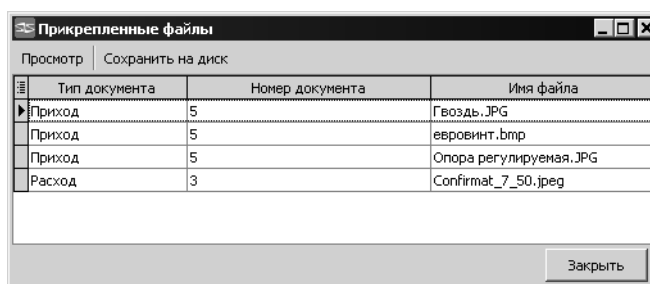 Прикрепленные файлы
Просмотр Сохранить на диск
Тип документа Номер документа Имя файла
Приход 5 Гвоздь.JPG
Приход 5 евровинт.bmp
Приход 5 Опора регулируемая.JPG
Расход 3 Confirmat_7_50.jpeg
Закрыть